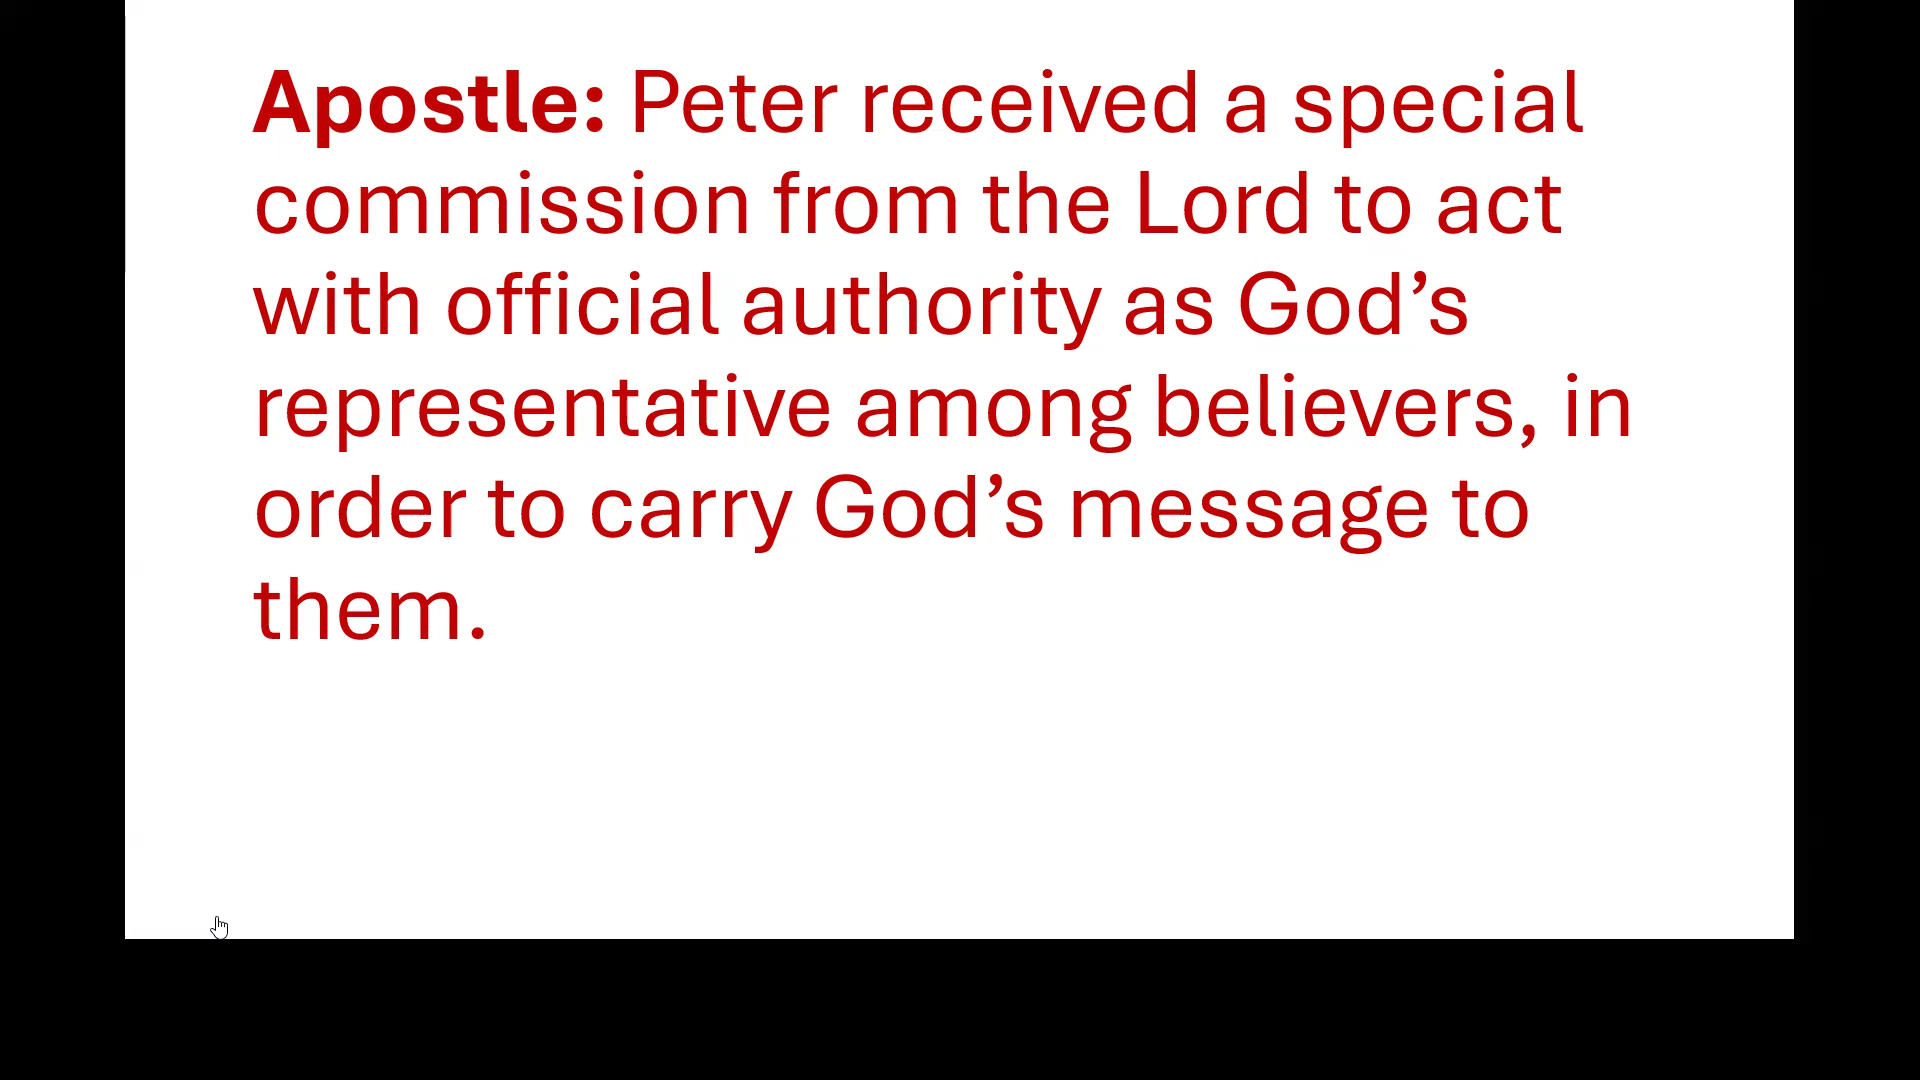 Apostle: Peter received a special
commission from the Lord to act
with official authority as God’s
representative among believers, in
order to carry God’s message to
them.